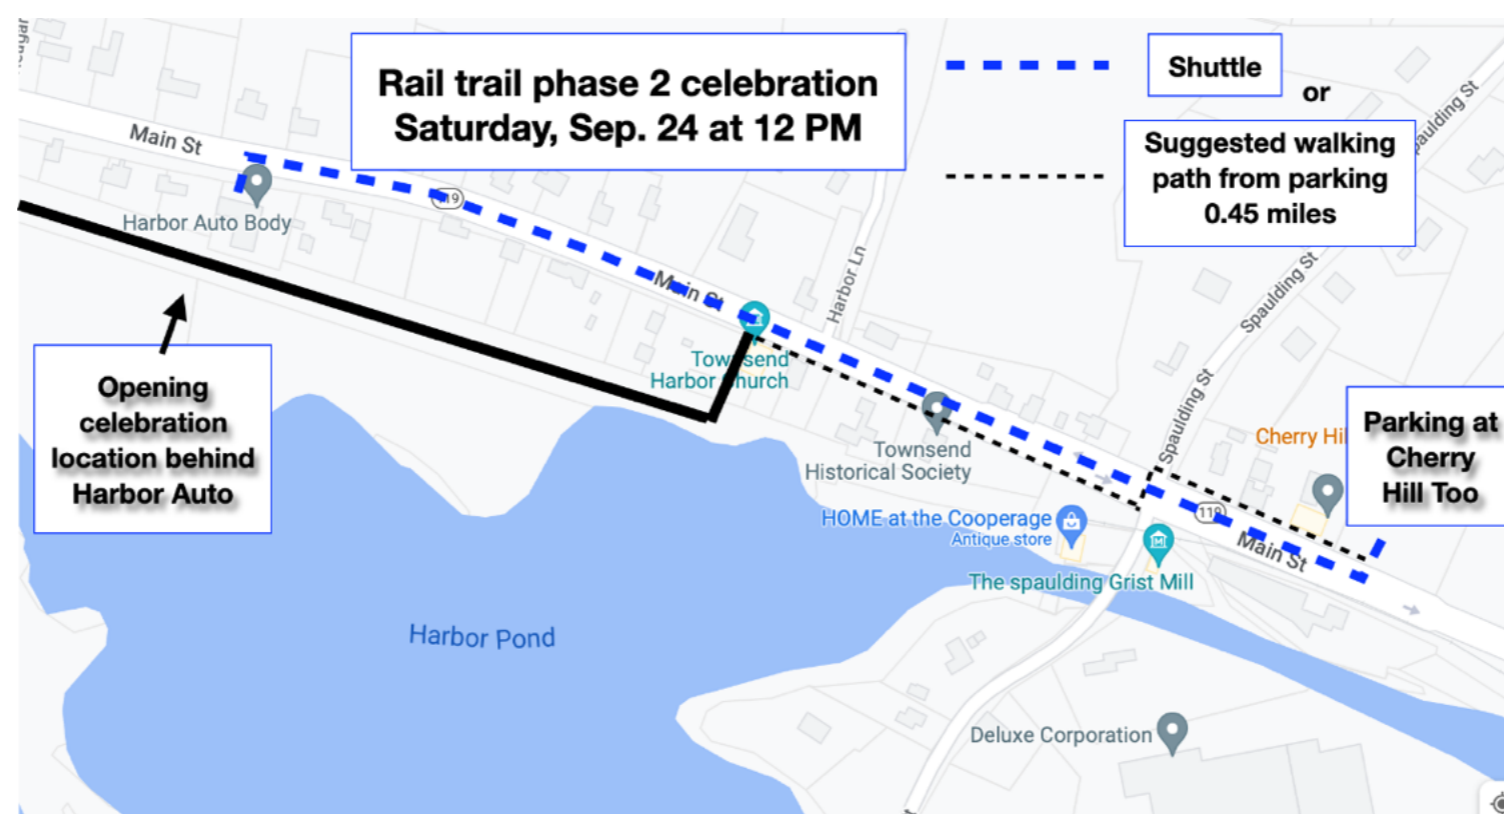 Rail trail phase 2 celebration
Saturday, Sep. 24 at 12 PM
Shuttle
or
Suggested walking
path from parking
0.45 miles
Main St
119
Harbor Auto Body
Main St
Harbor Ln
Spaulding St
Spaulding St
Spaulding St
Townsend
Harbor Church
Opening
celebration
location behind
Harbor Auto
Townsend
Historical Society
Cherry Hil
Parking at
Cherry
Hill Too
HOME at the Cooperage
Antique store
119
Main St
The spaulding Grist Mill
Harbor Pond
Deluxe Corporation